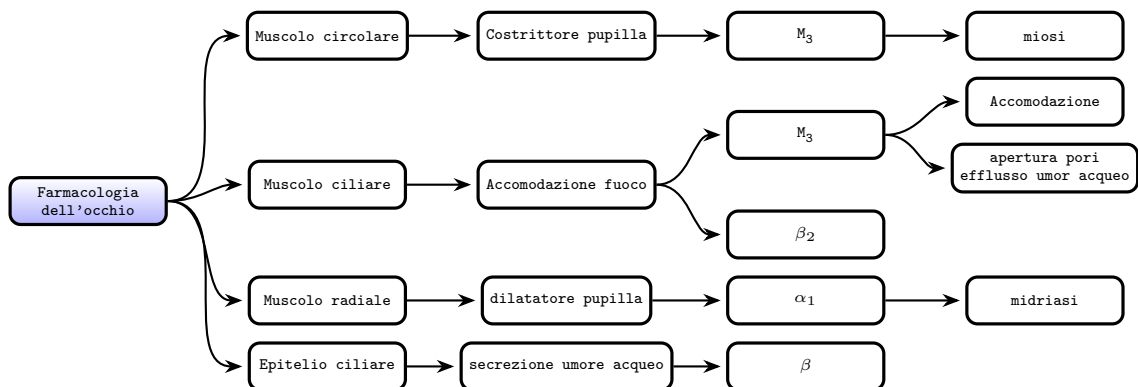 Farmacologia
dell'occhio
Muscolo circolare
Costrittore pupilla
M₃
miosi
Muscolo ciliare
Accomodazione fuoco
M₃
Accomodazione
apertura pori
efflusso umor acqueo
β₂
Muscolo radiale
dilatatore pupilla
α₁
midriasi
Epitelio ciliare
secrezione umore acqueo
β